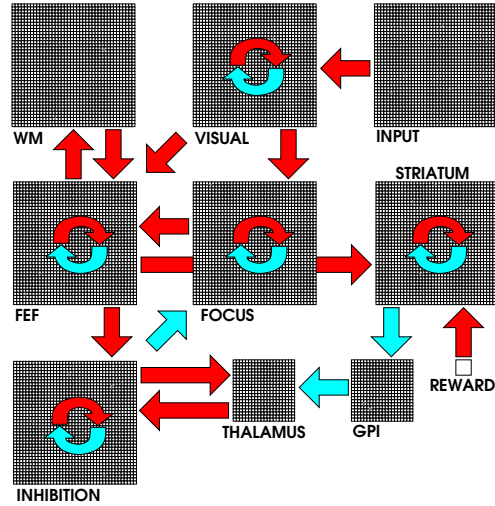 WM
VISUAL
INPUT
STRIATUM
FEF
FOCUS
REWARD
THALAMUS
GPI
INHIBITION